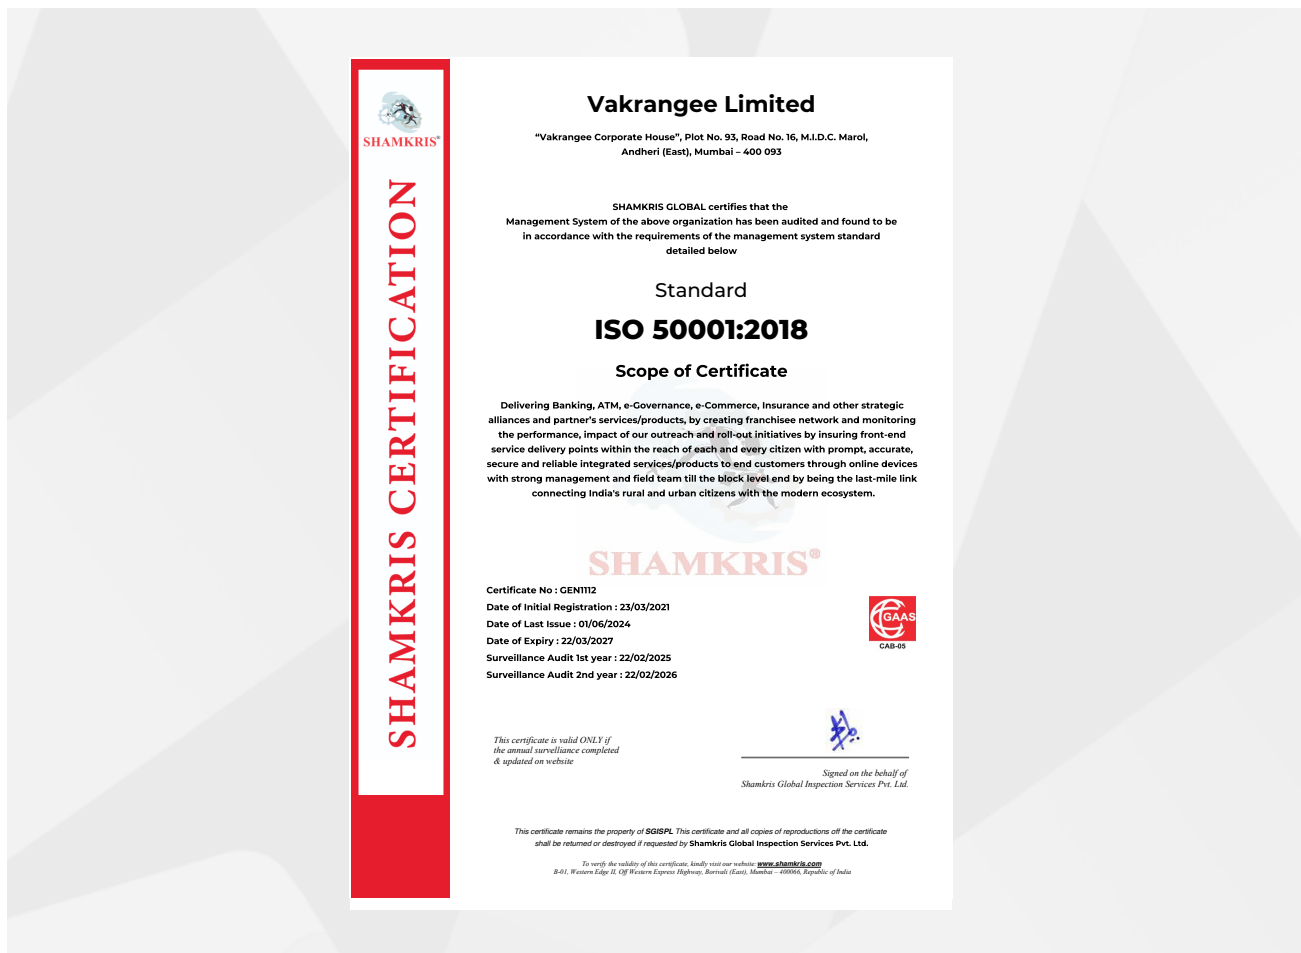 SHAMKRIS®
SHAMKRIS CERTIFICATION
Vakrangee Limited
“Vakrangee Corporate House”, Plot No. 93, Road No. 16, M.I.D.C. Marol,
Andheri (East), Mumbai – 400 093
SHAMKRIS GLOBAL certifies that the
Management System of the above organization has been audited and found to be
in accordance with the requirements of the management system standard
detailed below
Standard
ISO 50001:2018
Scope of Certificate
Delivering Banking, ATM, e-Governance, e-Commerce, Insurance and other strategic
alliances and partner's services/products, by creating franchisee network and monitoring
the performance, impact of our outreach and roll-out initiatives by insuring front-end
service delivery points within the reach of each and every citizen with prompt, accurate,
secure and reliable integrated services/products to end customers through online devices
with strong management and field team till the block level end by being the last-mile link
connecting India's rural and urban citizens with the modern ecosystem.
SHAMKRIS®
Certificate No : GEN1112
Date of Initial Registration : 23/03/2021
Date of Last Issue : 01/06/2024
Date of Expiry : 22/03/2027
Surveillance Audit 1st year : 22/02/2025
Surveillance Audit 2nd year : 22/02/2026
GAAS
CAB-05
This certificate is valid ONLY if
the annual survelliance completed
& updated on website
Signed on the behalf of
Shamkris Global Inspection Services Pvt. Ltd.
This certificate remains the property of SGISPL This certificate and all copies of reproductions off the certificate
shall be returned or destroyed if requested by Shamkris Global Inspection Services Pvt. Ltd.
To verify the validity of this certificate, kindly visit our website: www.shamkris.com
B-01, Western Edge II, Off Western Express Highway, Borivali (East), Mumbai – 400066, Republic of India